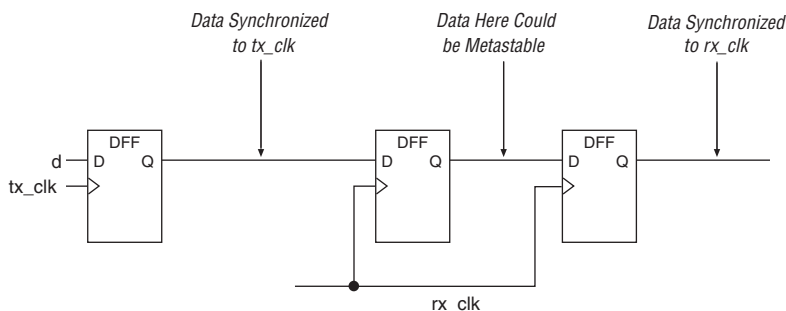 Data Synchronized
to tx_clk
Data Here Could
be Metastable
Data Synchronized
to rx_clk
DFF
d
D
Q
tx_clk
DFF
D
Q
DFF
D
Q
rx_clk